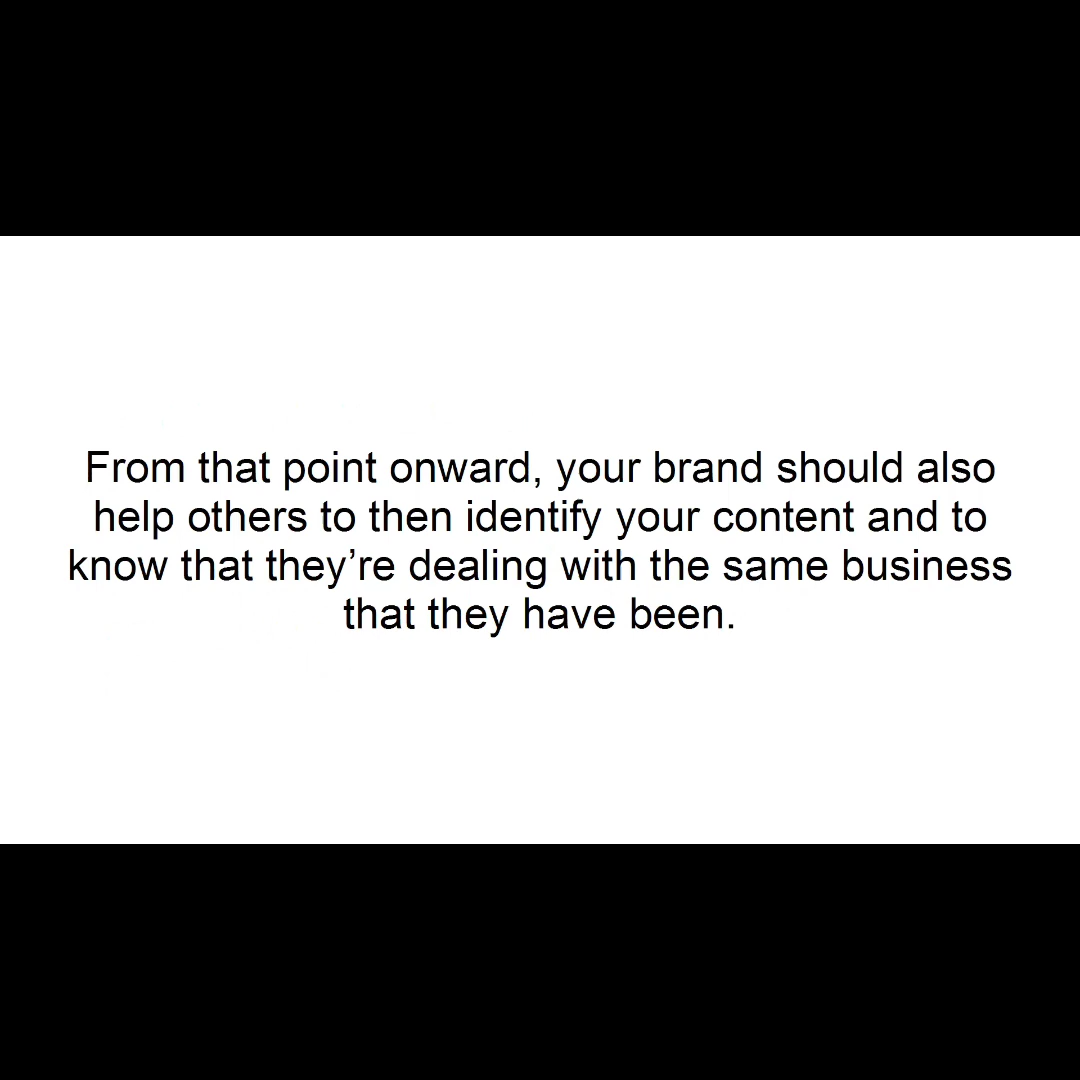 From that point onward, your brand should also
help others to then identify your content and to
know that they’re dealing with the same business
that they have been.